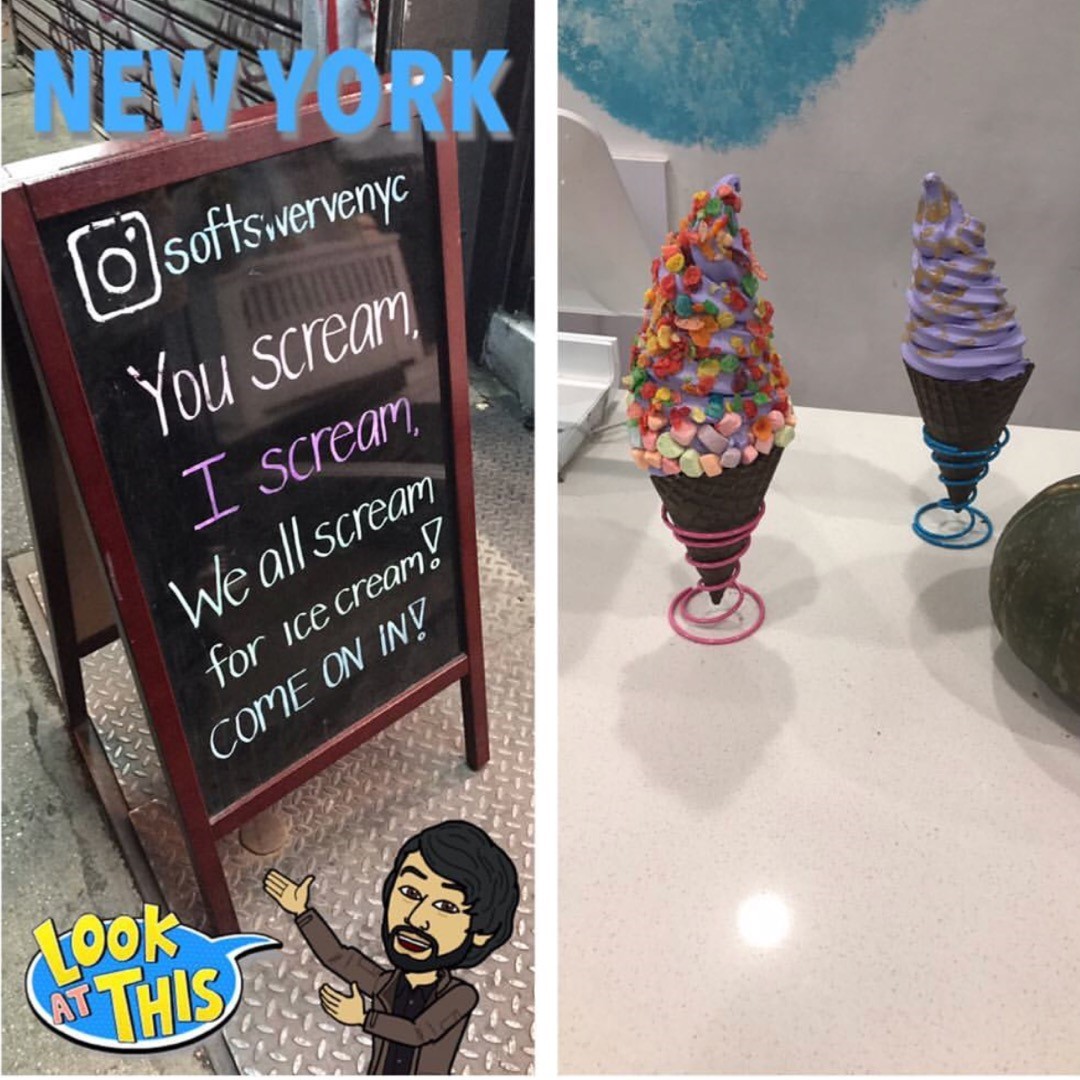 NEW YORK
softswervenyc
You scream,
I scream,
We all scream
for ice cream!
COME ON IN!
LOOK
AT THIS